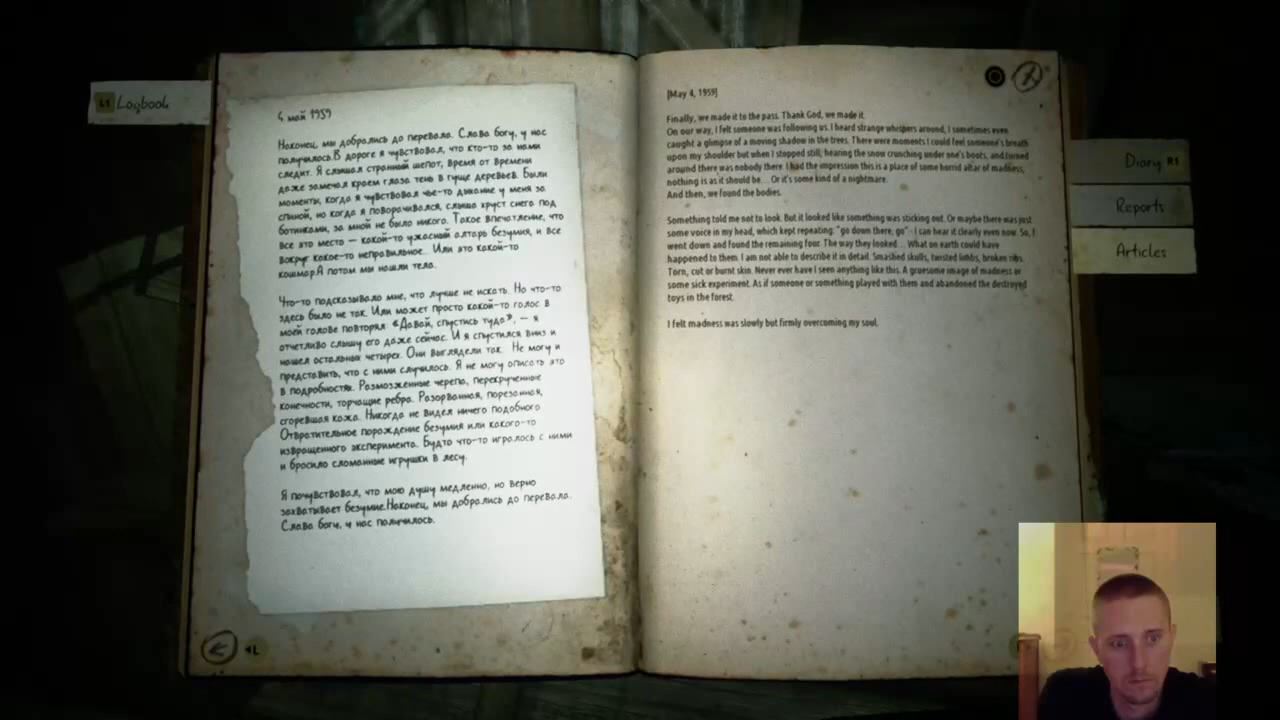 L1 Logbook
4 май 1959
Наконец, мы добрались до перевала. Слава богу, у нас
получилось.В дороге я чувствовал, что кто-то за нами
следит. Я слышал странный шепот, время от времени
даже замечал краем глаза тень в гуще деревьев. Были
моменты, когда я чувствовал чье-то дыхание у меня за
спиной, но когда я поворачивался, слыша хруст снега под
ботинками, за мной не было никого. Такое впечатление, что
все это место – какой-то ужасный алтарь безумия, и все
вокруг какое-то неправильное... Или это какой-то
кошмар.А потом мы нашли тела.
Что-то подсказывало мне, что лучше не искать. Но что-то
здесь было не так. Или может просто какой-то голос в
моей голове повторял: «Давай, спустись туда», – я
отчетливо слышу его даже сейчас. И я спустился вниз и
нашел остальных четырех. Они выглядели так... Не могу и
представить, что с ними случилось. Я не могу описать это
в подробностях. Размозженные черепа, перекрученные
конечности, торчащие ребра. Разорванная, порезанная,
сгоревшая кожа. Никогда не видел ничего подобного
Отвратительное порождение безумия или какого-то
извращенного эксперимента. Будто что-то игралось с ними
и бросило сломанные игрушки в лесу.
Я почувствовал, что мою душу медленно, но верно
захватывает безумие.Наконец, мы добрались до перевала.
Слава богу, у нас получилось.
L
[May 4, 1959]
Finally, we made it to the pass. Thank God, we made it.
On our way, I felt someone was following us. I heard strange whispers around, I sometimes even
caught a glimpse of a moving shadow in the trees. There were moments I could feel someone's breath
upon my shoulder but when I stopped still; hearing the snow crunching under one's boots, and turned
around there was nobody there. I had the impression this is a place of some horrid altar of madness,
nothing is as it should be... Or it's some kind of a nightmare.
And then, we found the bodies.
Something told me not to look. But it looked like something was sticking out. Or maybe there was just
some voice in my head, which kept repeating: "go down there, go" - I can hear it clearly even now. So, I
went down and found the remaining four. The way they looked... What on earth could have
happened to them? I am not able to describe it in detail. Smashed skulls, twisted limbs, broken ribs.
Torn, cut or burnt skin. Never ever have I seen anything like this. A gruesome image of madness or
some sick experiment. As if someone or something played with them and abandoned the destroyed
toys in the forest.
I felt madness was slowly but firmly overcoming my soul.
Diary R1
Reports
Articles